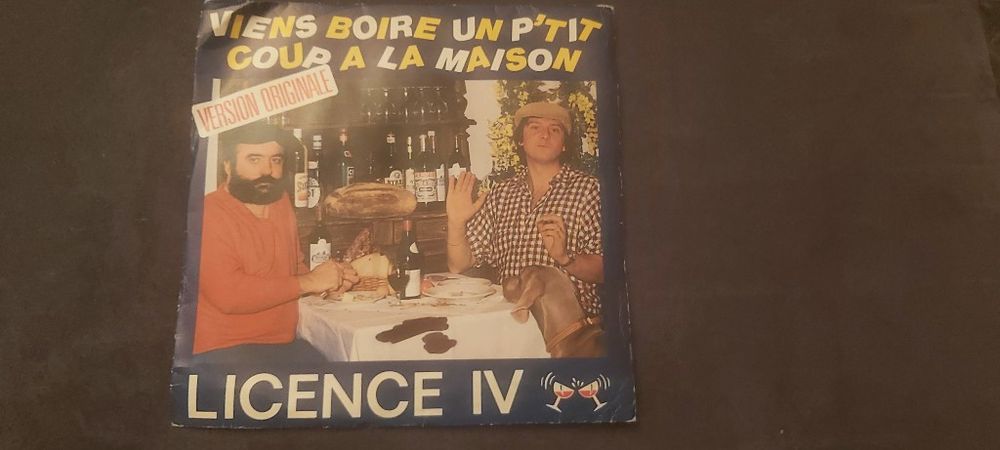 VIENS BOIRE UN P'TIT
COUP A LA MAISON
VERSION ORIGINALE
LICENCE IV